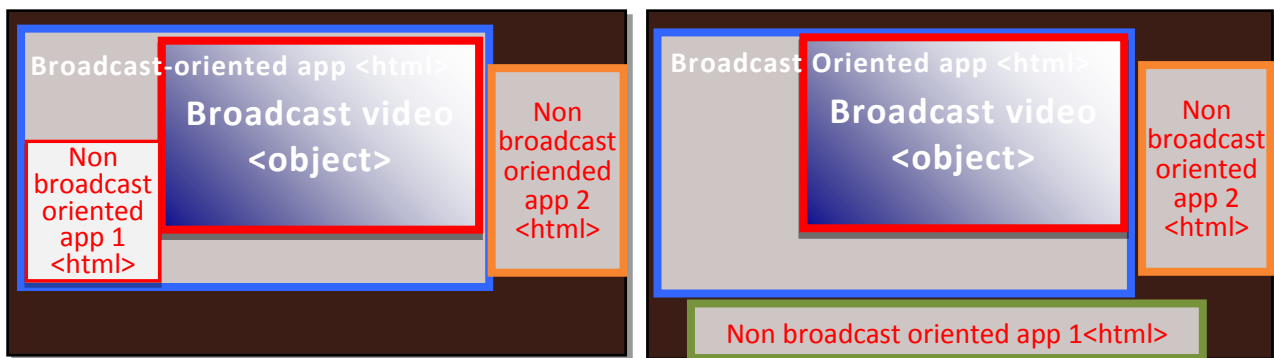 Broadcast-oriented app <html>
Broadcast video
<object>
Non
broadcast
oriented
app 1
<html>
Non
broadcast
oriended
app 2
<html>
Broadcast Oriented app <html>
Broadcast video
<object>
Non
broadcast
oriented
app 2
<html>
Non broadcast oriented app 1<html>